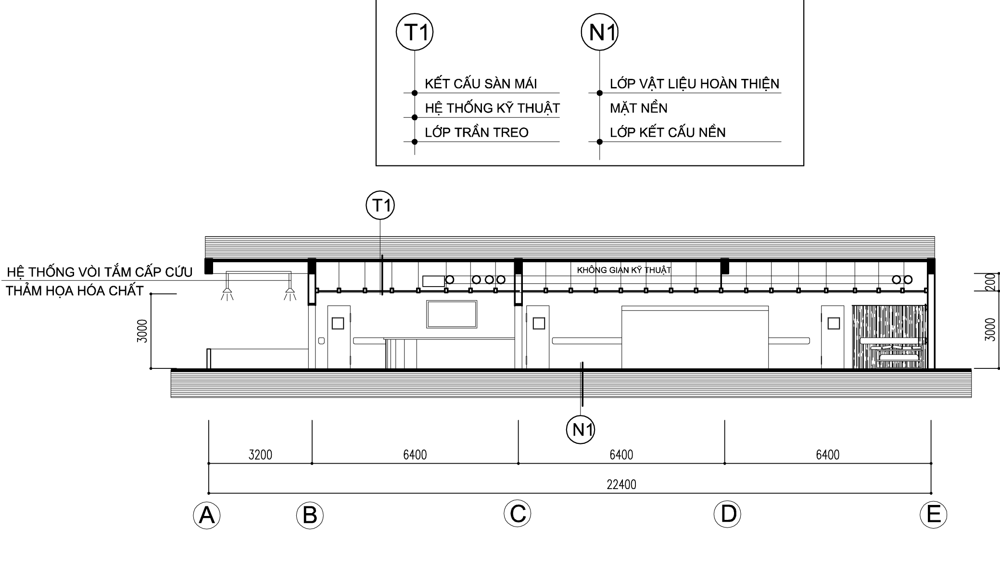 T1
N1
KẾT CẤU SÀN MÁI
LỚP VẬT LIỆU HOÀN THIỆN
HỆ THỐNG KỸ THUẬT
MẶT NỀN
LỚP TRẦN TREO
LỚP KẾT CẤU NỀN
T1
HỆ THỐNG VÒI TẮM CẤP CỨU
THẢM HỌA HÓA CHẤT
KHÔNG GIAN KỸ THUẬT
200
3000
3000
N1
3200
6400
6400
6400
22400
A
B
C
D
E